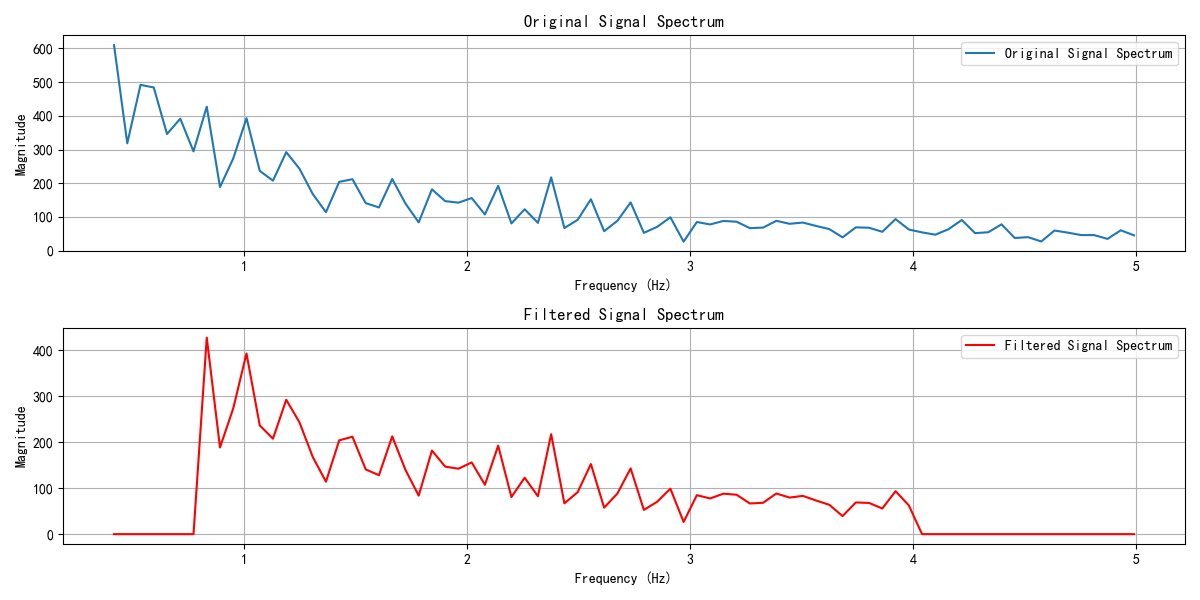 Original Signal Spectrum
Original Signal Spectrum
Magnitude
600
500
400
300
200
100
0
1
2
3
4
5
Frequency (Hz)
Filtered Signal Spectrum
Filtered Signal Spectrum
Magnitude
400
300
200
100
0
1
2
3
4
5
Frequency (Hz)